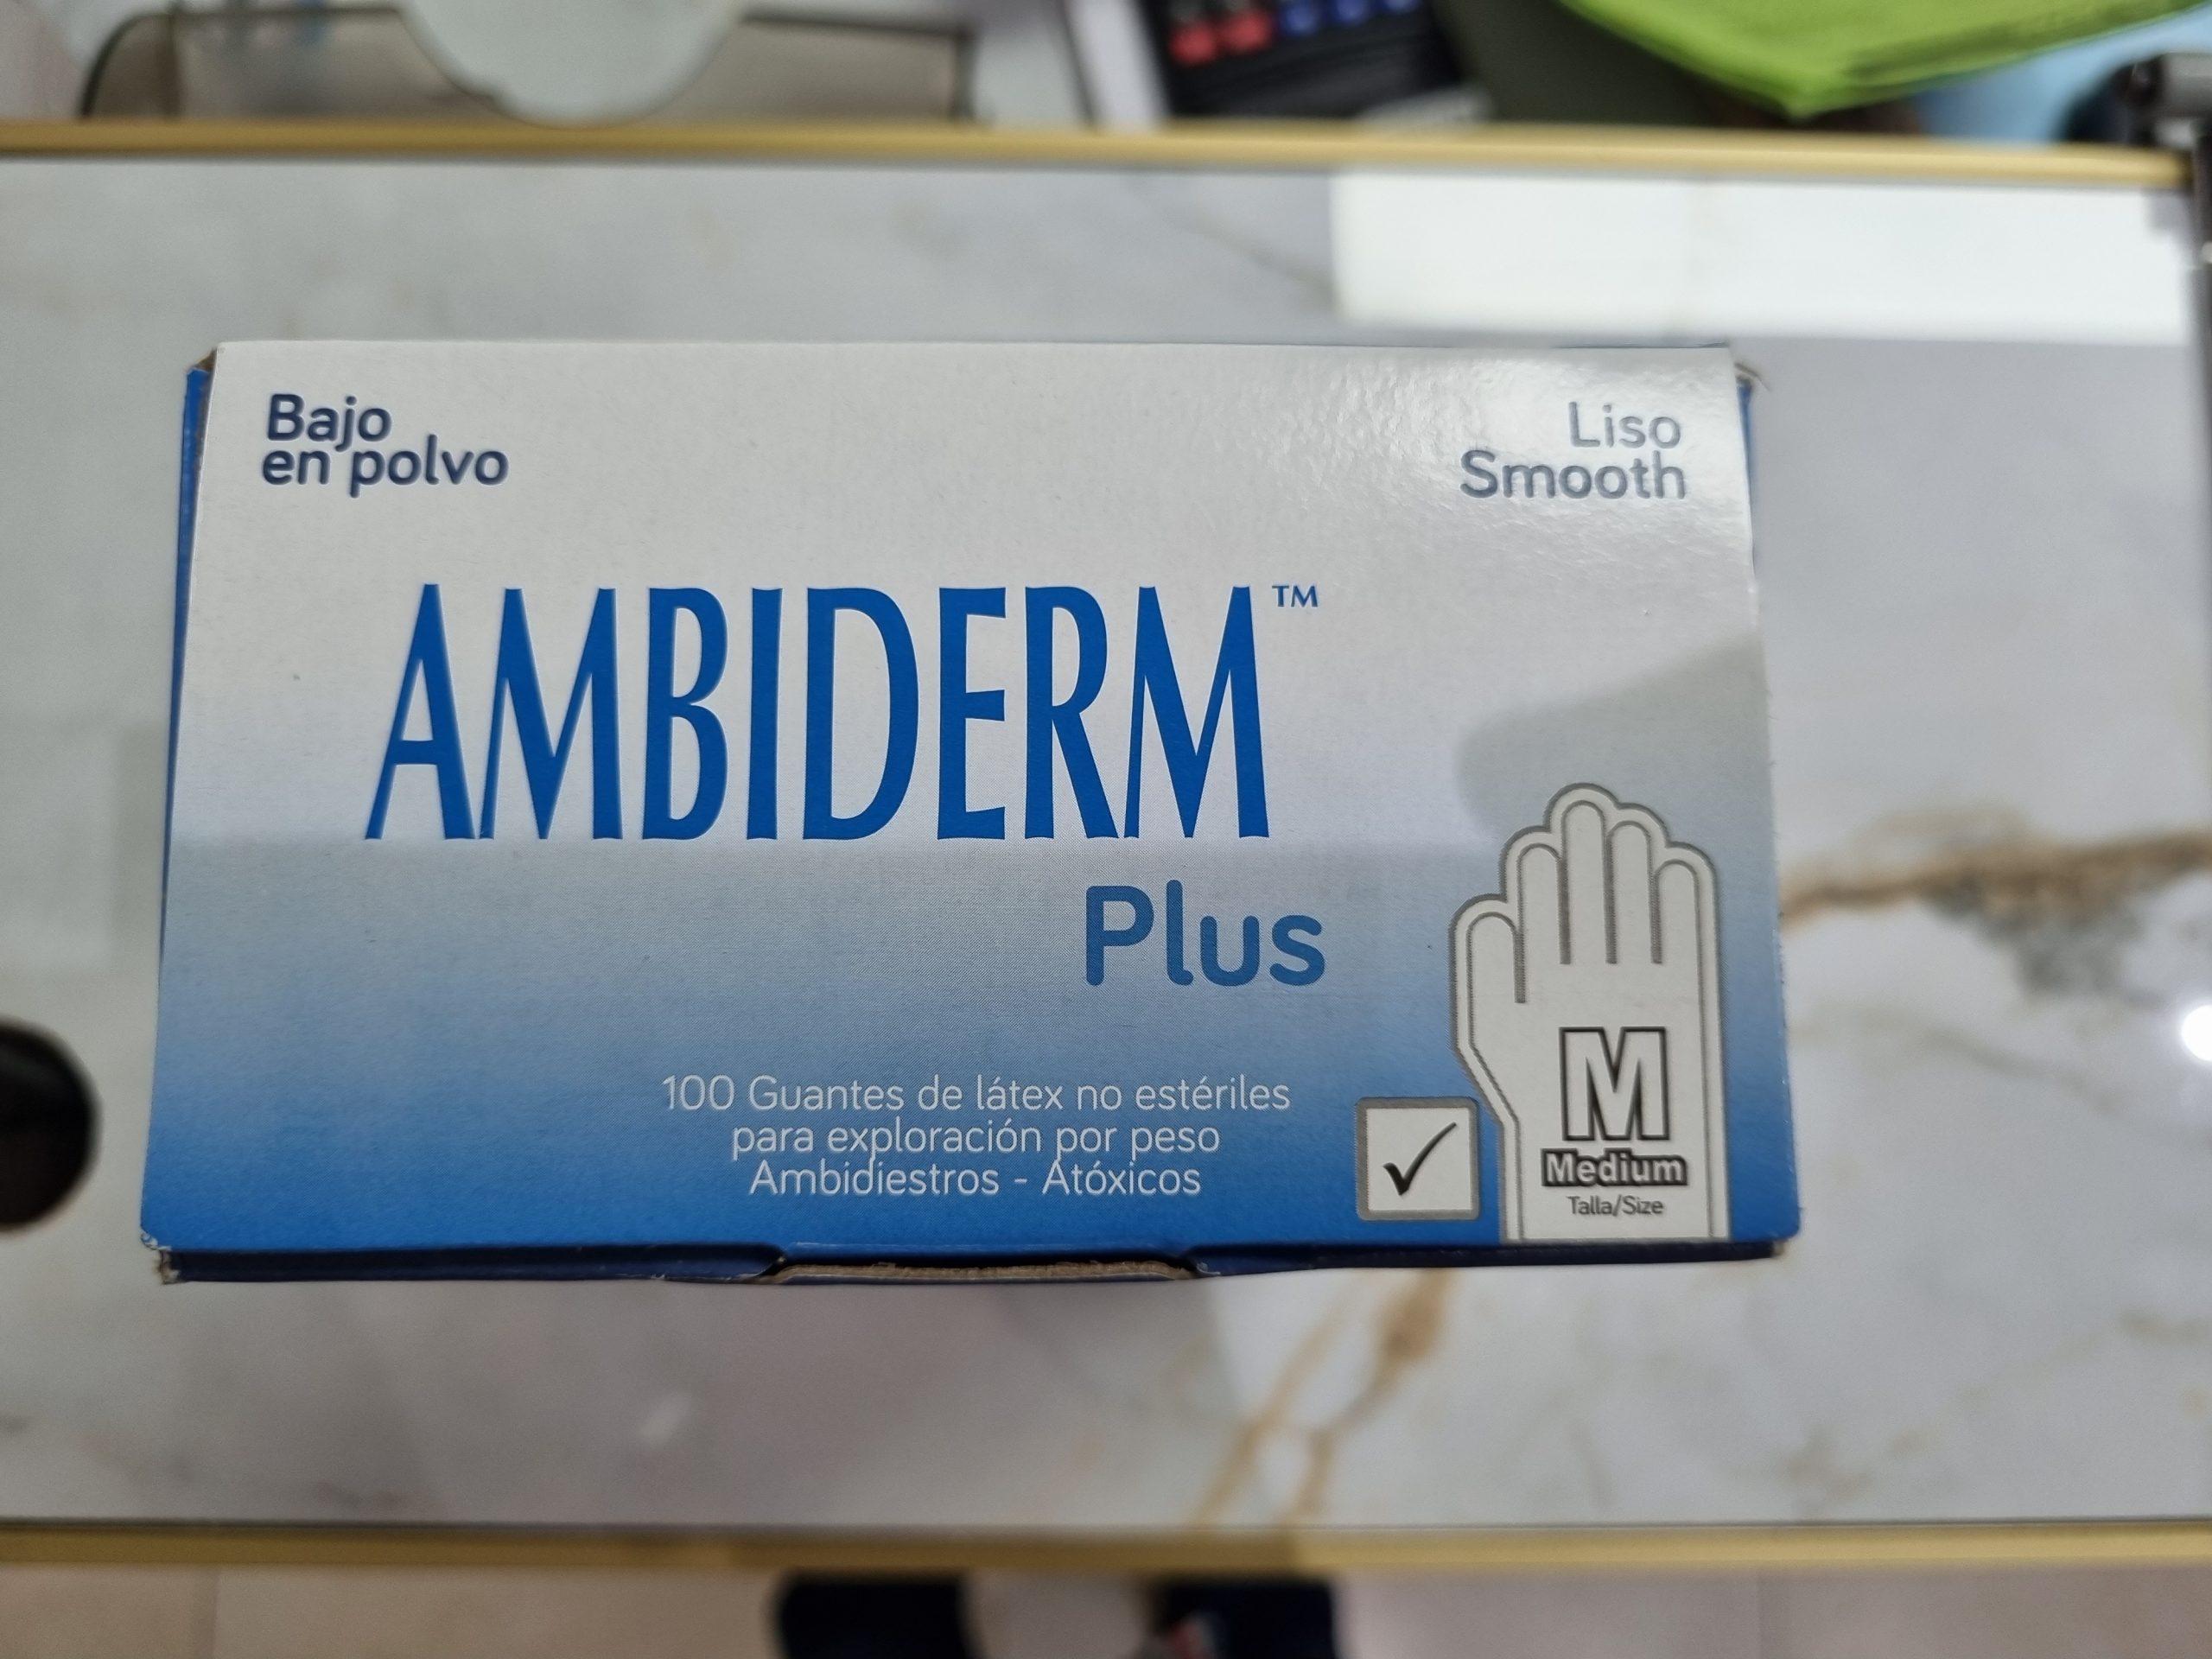 Bajo
en polvo
Liso
Smooth
AMBIDERM™
Plus
100 Guantes de látex no estériles
para exploración por peso
Ambidiestros - Atóxicos
M
Medium
Talla/Size